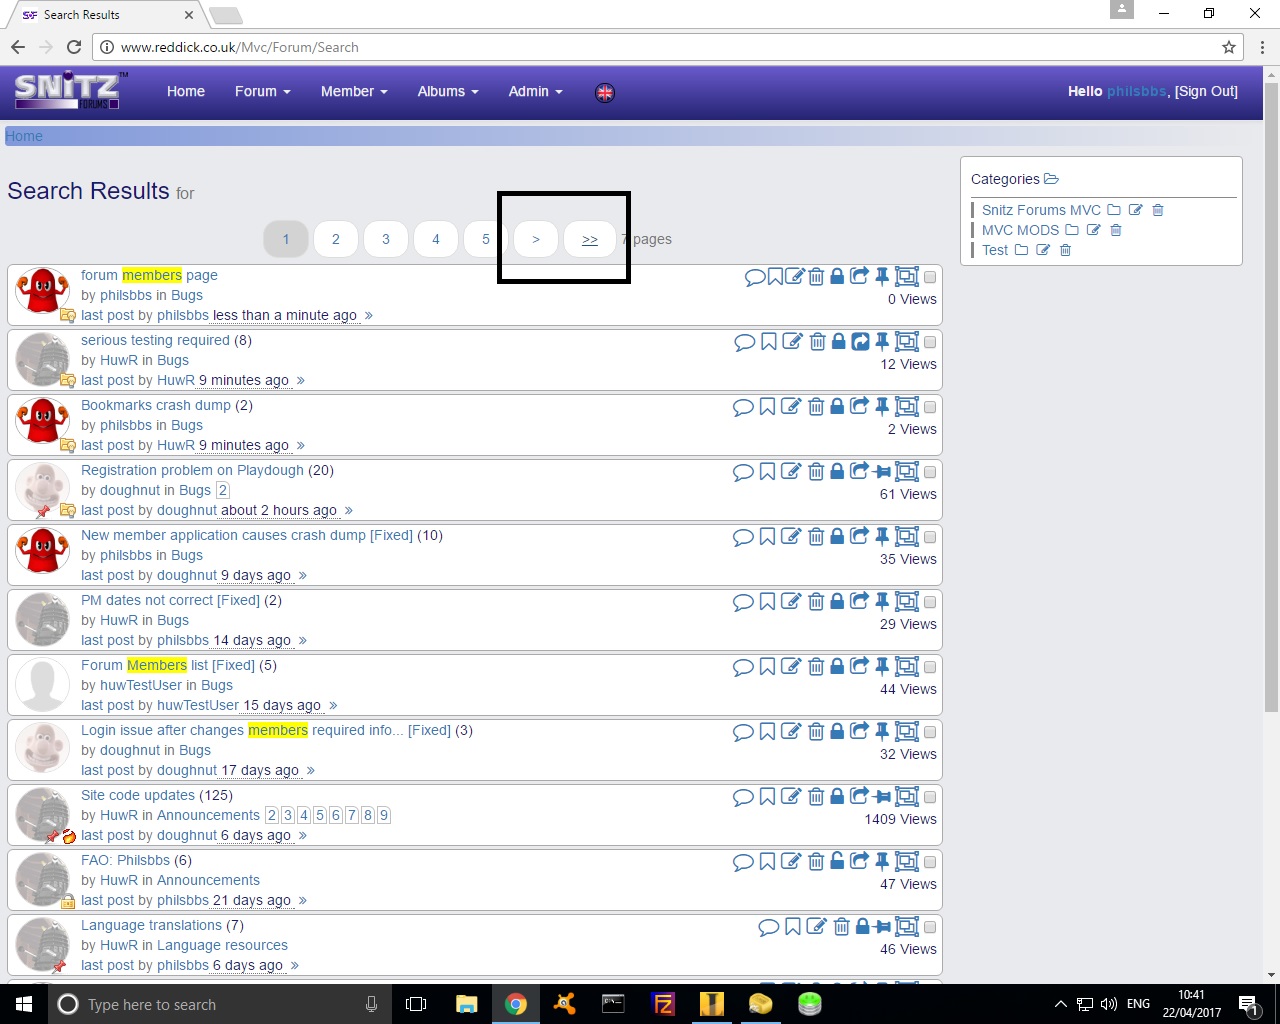 Search Results
www.reddick.co.uk/Mvc/Forum/Search
SNiTZ™ FORUMS
Home Forum Member Albums Admin
Hello philsbbs, [Sign Out]
Home
Search Results for
1 2 3 4 5 > >> 7 pages
forum members page
by philsbbs in Bugs
last post by philsbbs less than a minute ago »
0 Views
serious testing required (8)
by HuwR in Bugs
last post by HuwR 9 minutes ago »
12 Views
Bookmarks crash dump (2)
by philsbbs in Bugs
last post by HuwR 9 minutes ago »
2 Views
Registration problem on Playdough (20)
by doughnut in Bugs 2
last post by doughnut about 2 hours ago »
61 Views
New member application causes crash dump [Fixed] (10)
by philsbbs in Bugs
last post by doughnut 9 days ago »
35 Views
PM dates not correct [Fixed] (2)
by HuwR in Bugs
last post by philsbbs 14 days ago »
29 Views
Forum Members list [Fixed] (5)
by huwTestUser in Bugs
last post by huwTestUser 15 days ago »
44 Views
Login issue after changes members required info... [Fixed] (3)
by doughnut in Bugs
last post by doughnut 17 days ago »
32 Views
Site code updates (125)
by HuwR in Announcements 2 3 4 5 6 7 8 9
last post by doughnut 6 days ago »
1409 Views
FAO: Philsbbs (6)
by HuwR in Announcements
last post by philsbbs 21 days ago »
47 Views
Language translations (7)
by HuwR in Language resources
last post by philsbbs 6 days ago »
46 Views
Categories
Snitz Forums MVC
MVC MODS
Test
Type here to search
ENG
10:41
22/04/2017
1